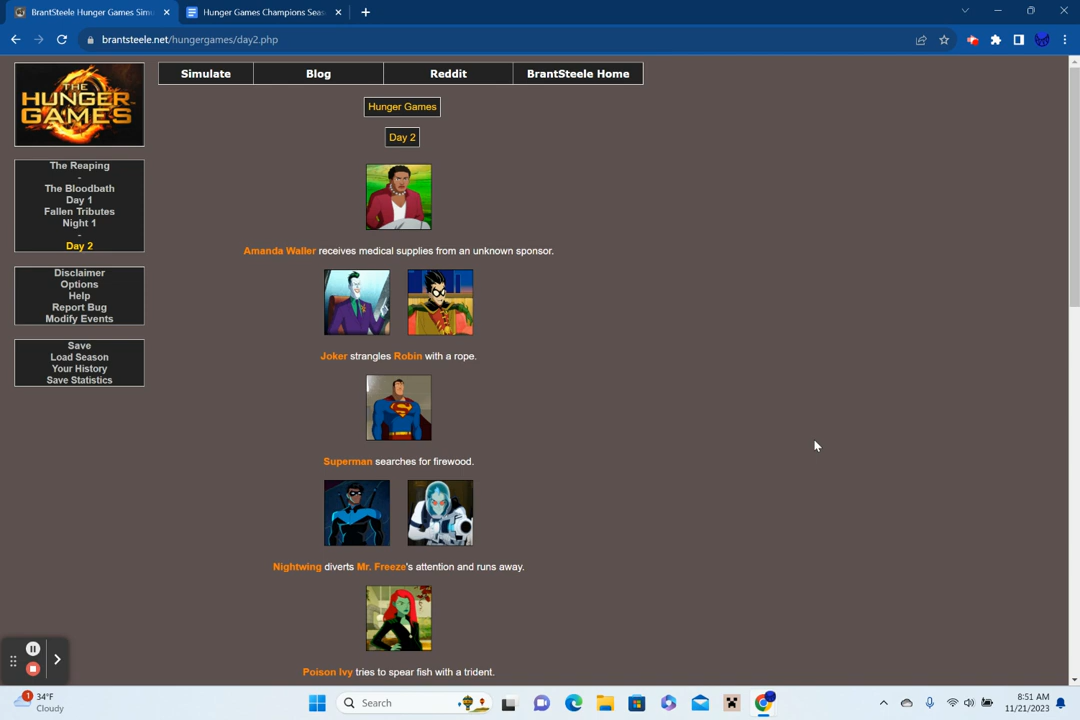 BrantSteele Hunger Games Simu
Hunger Games Champions Seas
brantsteele.net/hungergames/day2.php
THE
HUNGER
GAMES
Simulate
Blog
Reddit
BrantSteele Home
Hunger Games
Day 2
The Reaping
-
The Bloodbath
Day 1
Fallen Tributes
Night 1
-
Day 2
Disclaimer
Options
Help
Report Bug
Modify Events
Save
Load Season
Your History
Save Statistics
Amanda Waller receives medical supplies from an unknown sponsor.
Joker strangles Robin with a rope.
Superman searches for firewood.
Nightwing diverts Mr. Freeze's attention and runs away.
Poison Ivy tries to spear fish with a trident.
1
34°F
Cloudy
Search
8:51 AM
11/21/2023